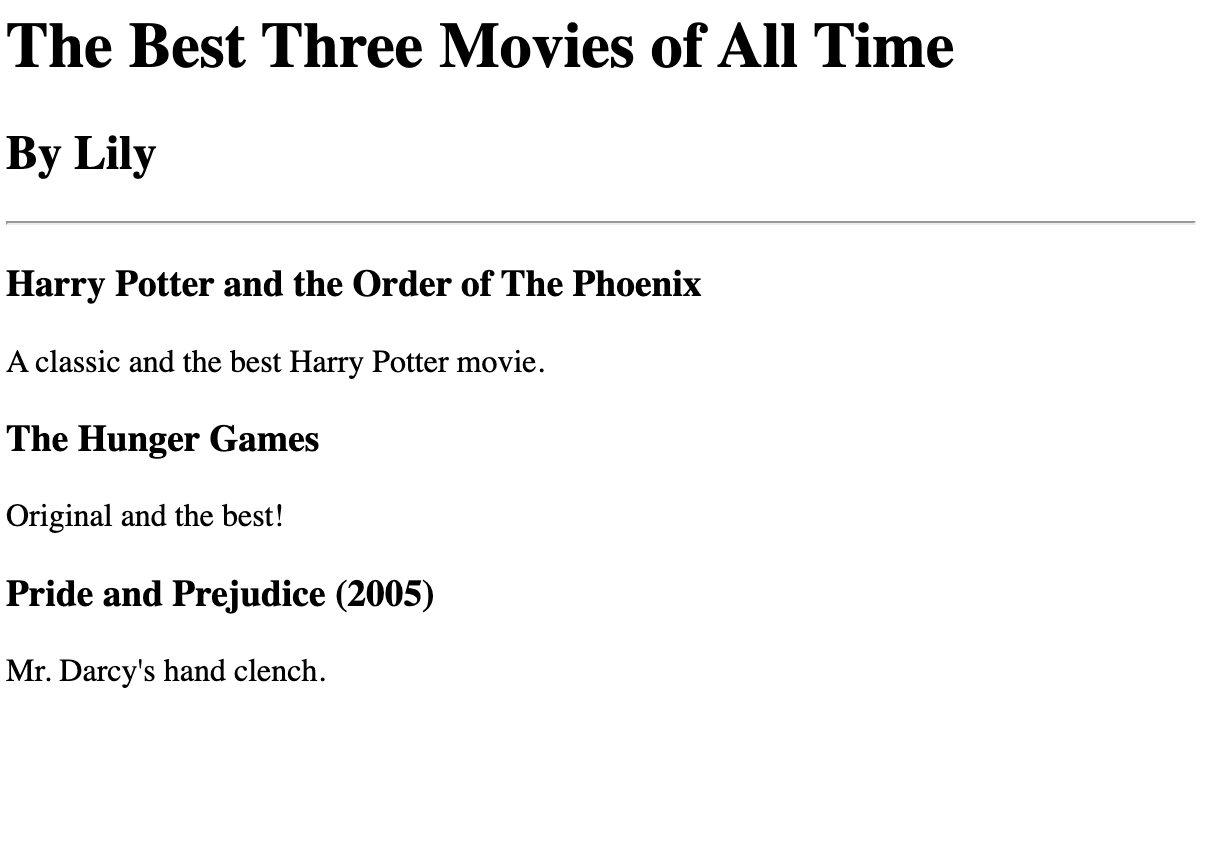 The Best Three Movies of All Time
By Lily
Harry Potter and the Order of The Phoenix
A classic and the best Harry Potter movie.
The Hunger Games
Original and the best!
Pride and Prejudice (2005)
Mr. Darcy's hand clench.